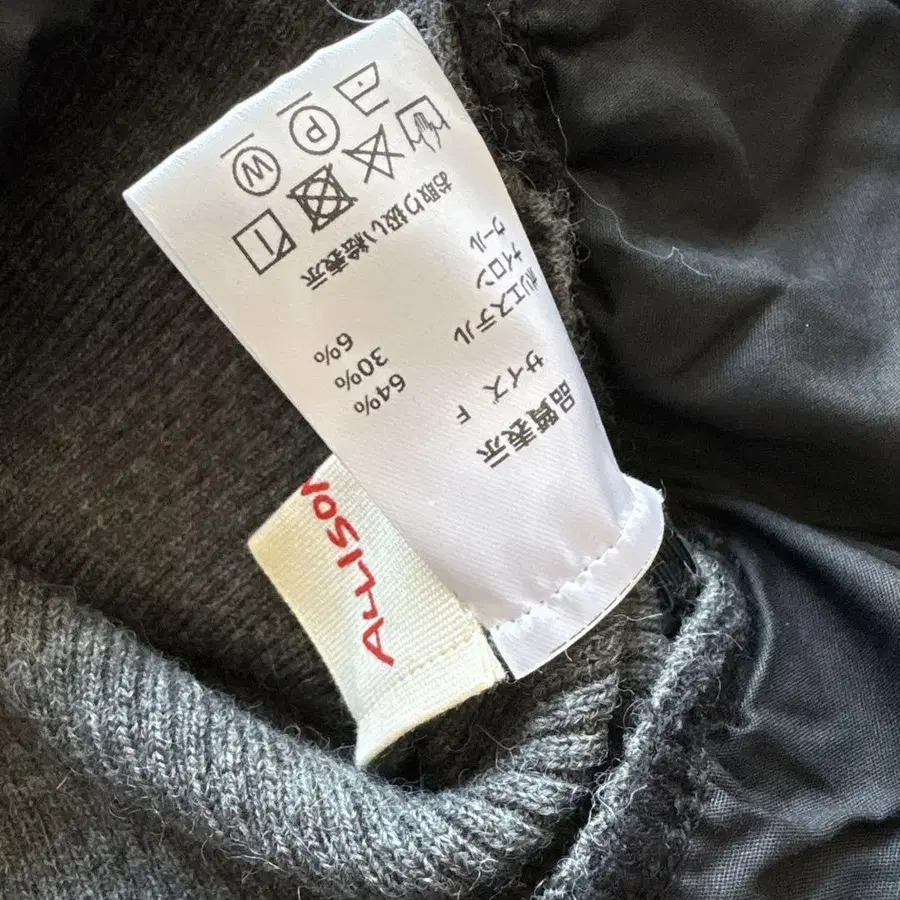 品質表示
サイズ F
ポリエステル 64%
ナイロン 30%
ウール 6%
お取り扱い絵表示
P W
ALLISON